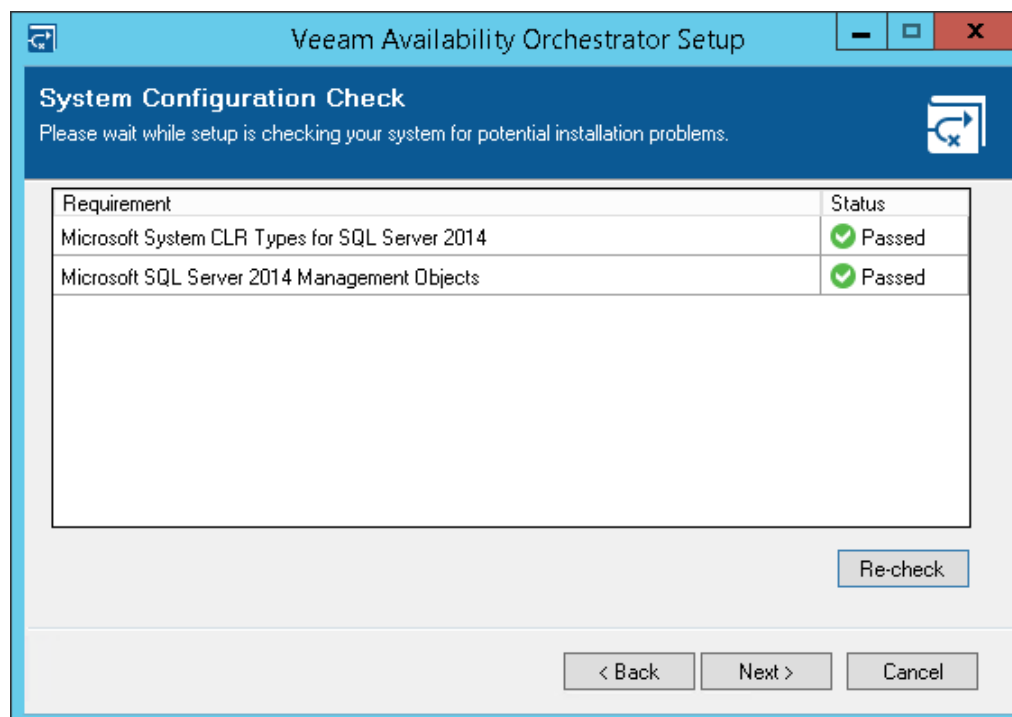 Veeam Availability Orchestrator Setup
System Configuration Check
Please wait while setup is checking your system for potential installation problems.
Requirement Status
Microsoft System CLR Types for SQL Server 2014 Passed
Microsoft SQL Server 2014 Management Objects Passed
Re-check
< Back Next > Cancel